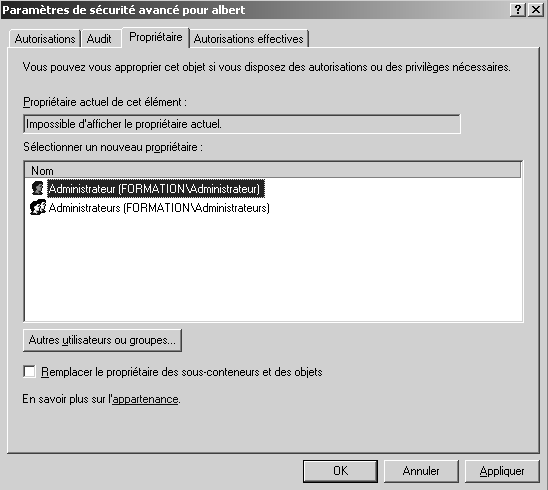 Paramètres de sécurité avancé pour albert
Autorisations Audit Propriétaire Autorisations effectives
Vous pouvez vous approprier cet objet si vous disposez des autorisations ou des privilèges nécessaires.
Propriétaire actuel de cet élément :
Impossible d'afficher le propriétaire actuel.
Sélectionner un nouveau propriétaire :
Nom
Administrateur (FORMATION\Administrateur)
Administrateurs (FORMATION\Administrateurs)
Autres utilisateurs ou groupes...
Remplacer le propriétaire des sous-conteneurs et des objets
En savoir plus sur l'appartenance.
OK Annuler Appliquer